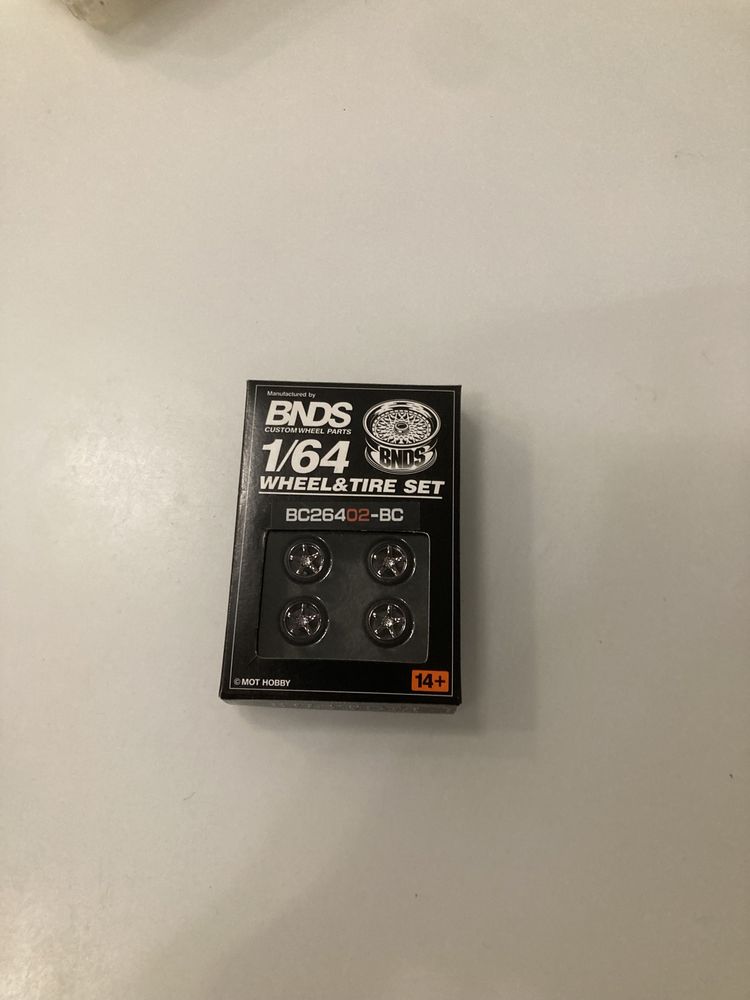 Manufactured by
BNDS
CUSTOM WHEEL PARTS
BNDS
1/64
WHEEL&TIRE SET
BC26402-BC
©MOT HOBBY
14+